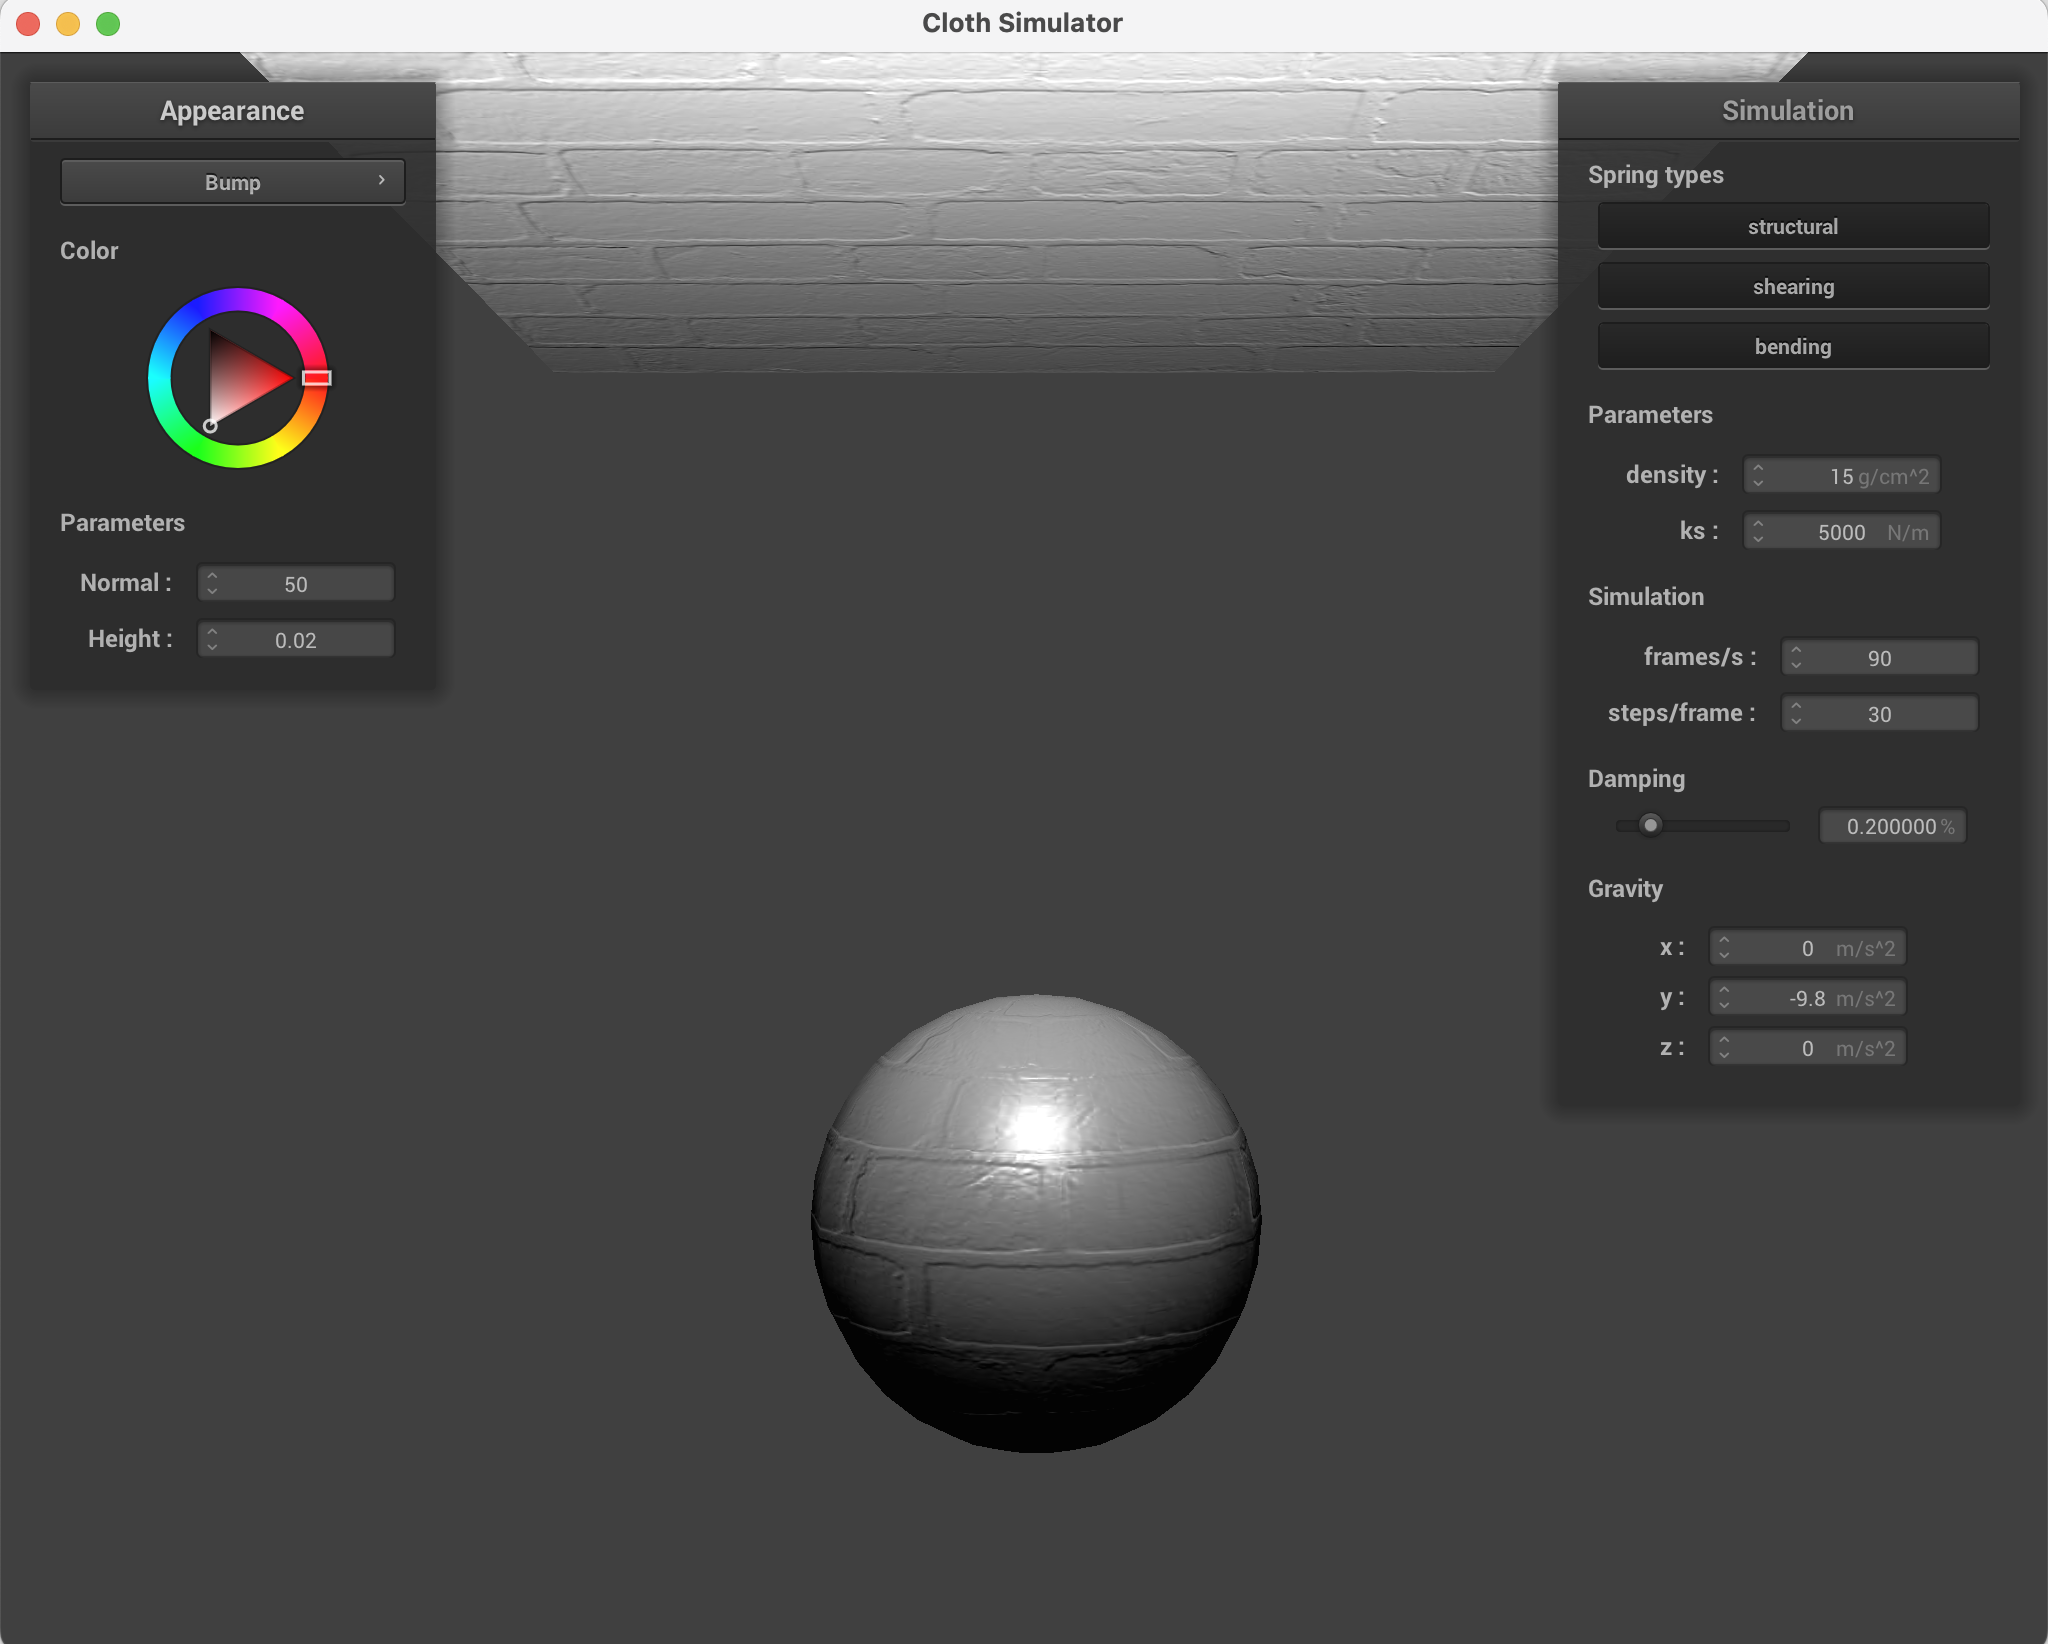 Cloth Simulator
Appearance
Bump
Color
Parameters
Normal : 50
Height : 0.02
Simulation
Spring types
structural
shearing
bending
Parameters
density : 15 g/cm^2
ks : 5000 N/m
Simulation
frames/s : 90
steps/frame : 30
Damping
0.200000 %
Gravity
x : 0 m/s^2
y : -9.8 m/s^2
z : 0 m/s^2